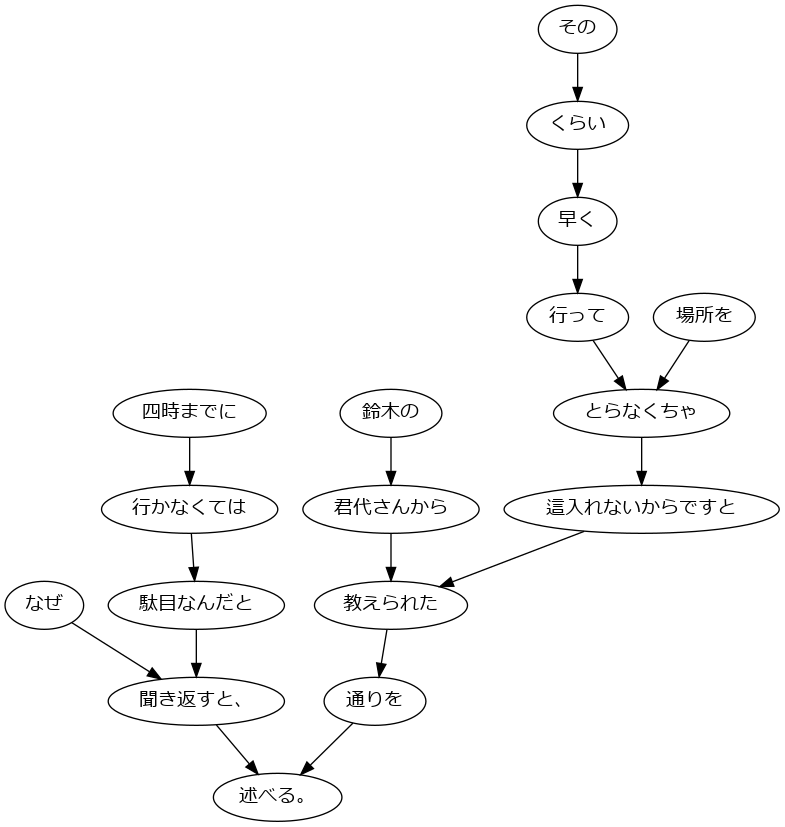 その
くらい
早く
行って
場所を
四時までに
鈴木の
とらなくちゃ
行かなくては
君代さんから
這入れないからですと
なぜ
駄目なんだと
教えられた
聞き返すと、
通りを
述べる。